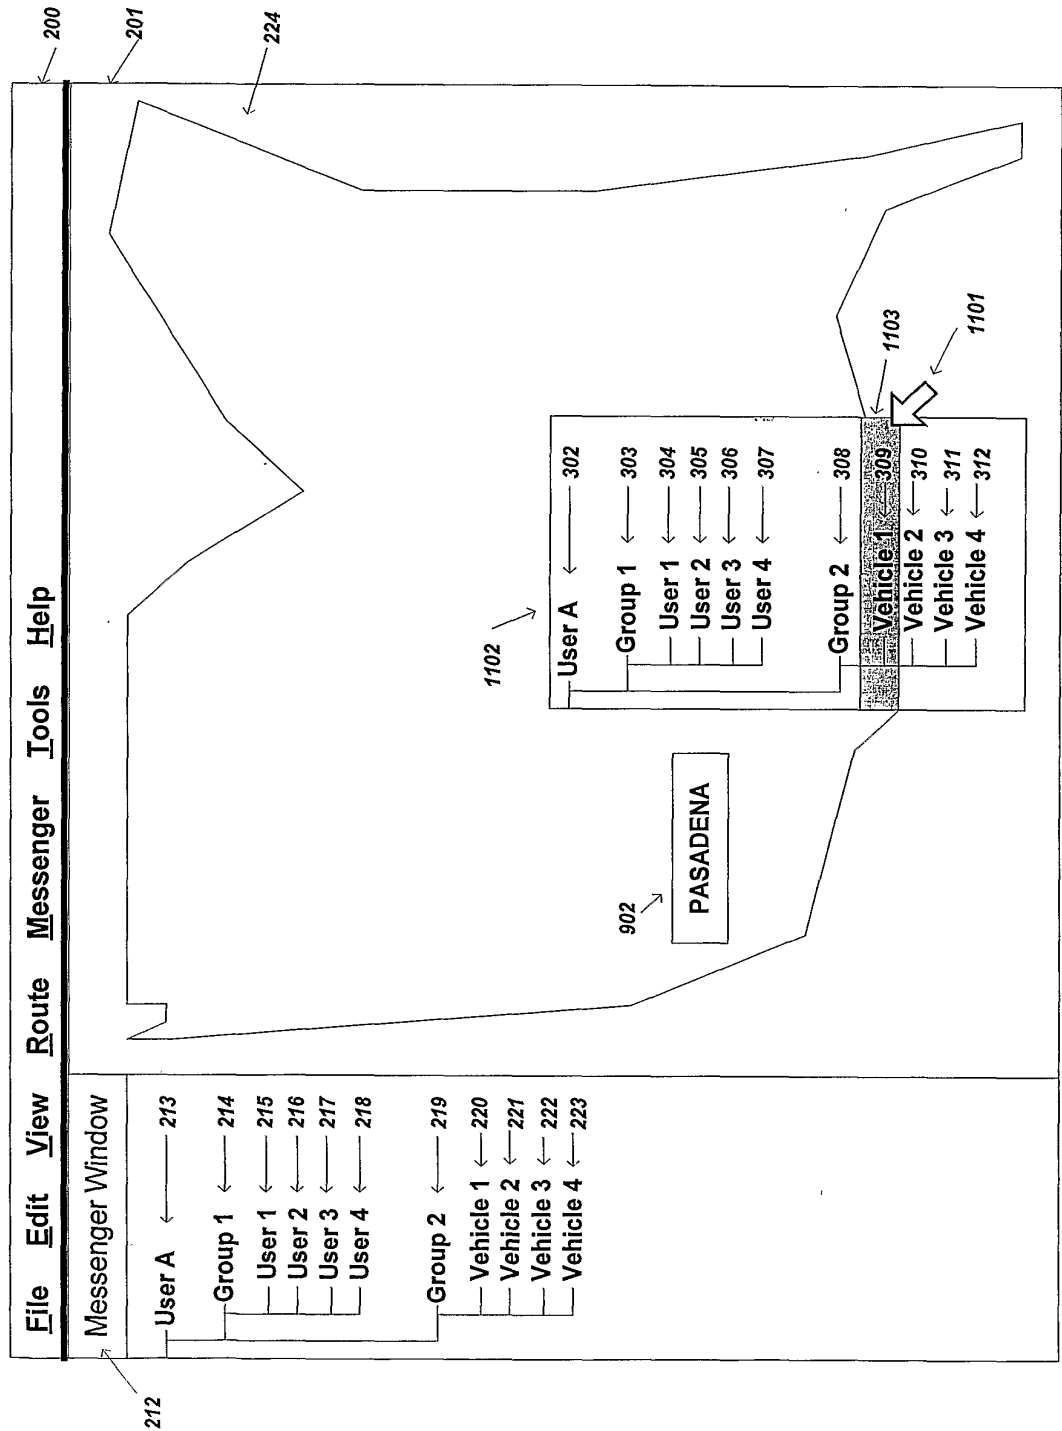 File Edit View Route Messenger Tools Help
200
201
224
Messenger Window
212
User A 213
Group 1 214
User 1 215
User 2 216
User 3 217
User 4 218
Group 2 219
Vehicle 1 220
Vehicle 2 221
Vehicle 3 222
Vehicle 4 223
902
PASADENA
1102
User A 302
Group 1 303
User 1 304
User 2 305
User 3 306
User 4 307
Group 2 308
Vehicle 1 309
Vehicle 2 310
Vehicle 3 311
Vehicle 4 312
1103
1101